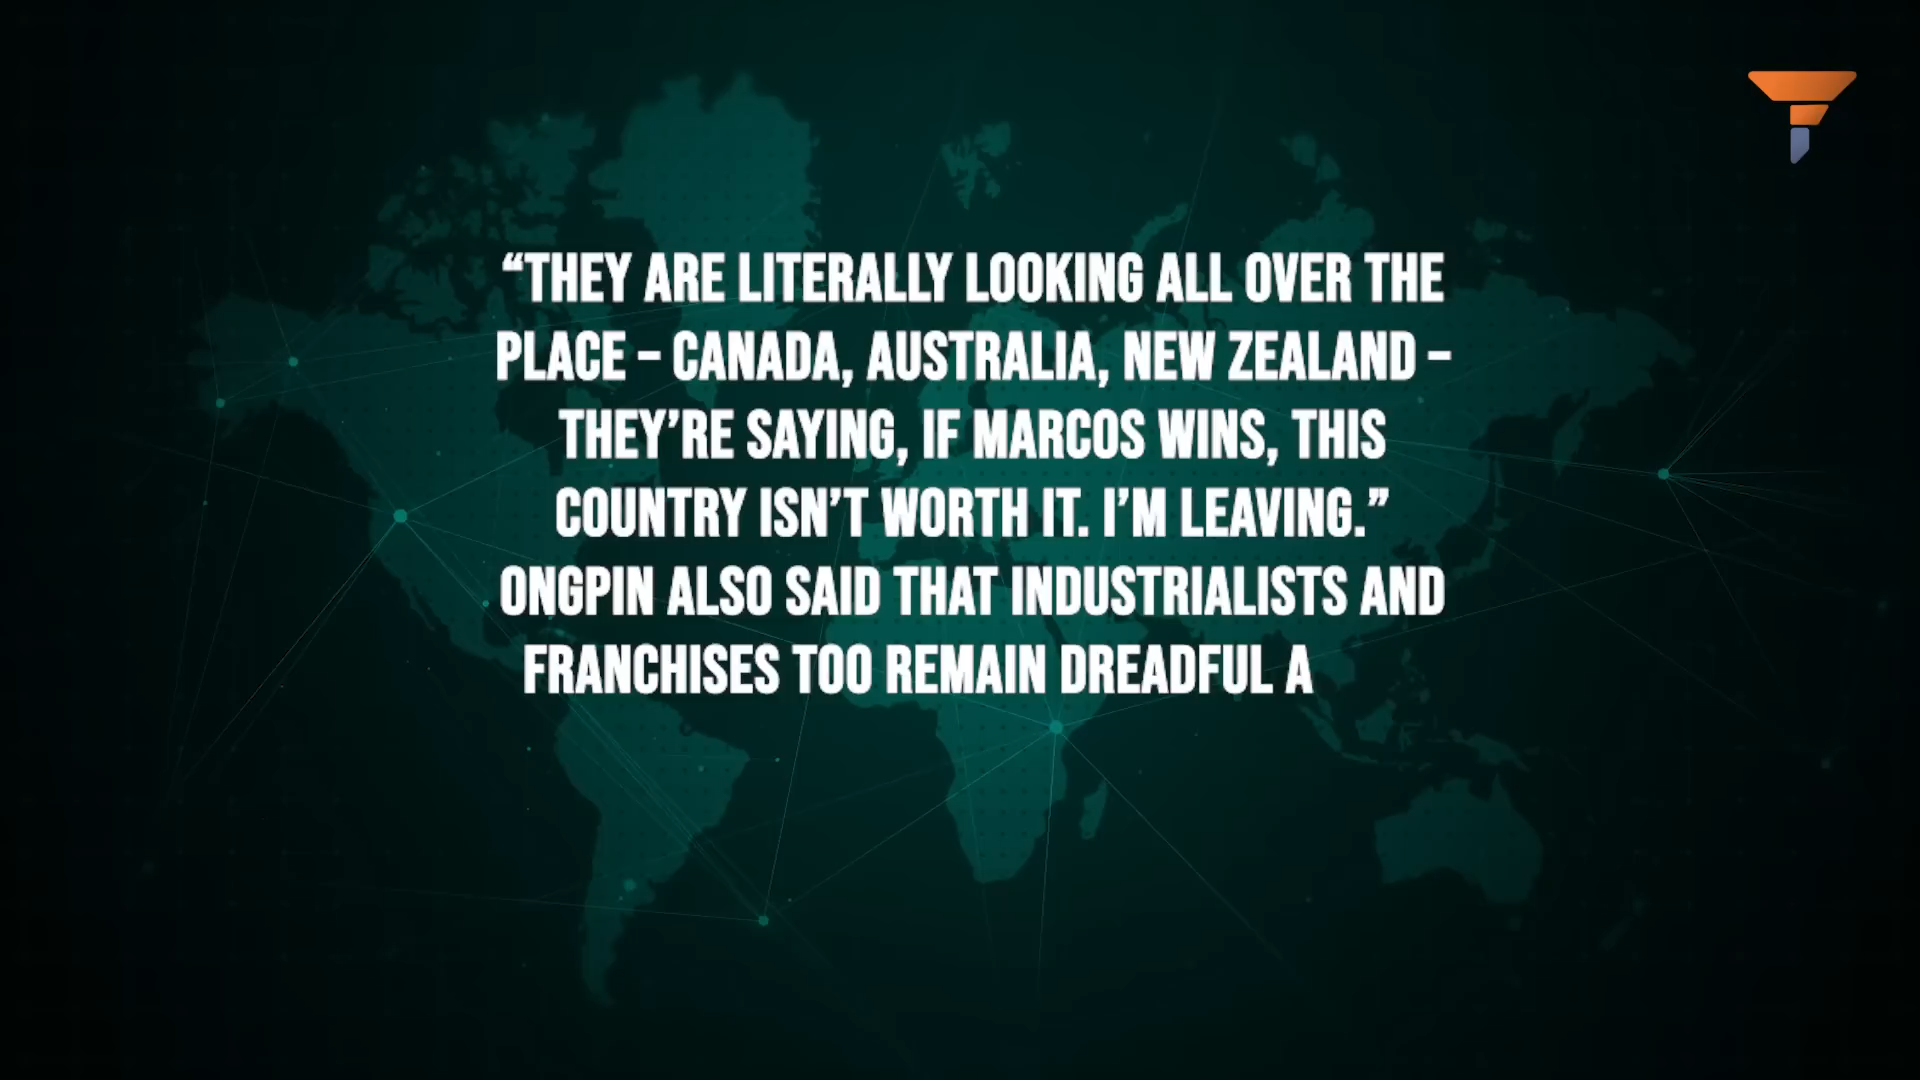 “THEY ARE LITERALLY LOOKING ALL OVER THE
PLACE – CANADA, AUSTRALIA, NEW ZEALAND –
THEY’RE SAYING, IF MARCOS WINS, THIS
COUNTRY ISN’T WORTH IT. I’M LEAVING.”
ONGPIN ALSO SAID THAT INDUSTRIALISTS AND
FRANCHISES TOO REMAIN DREADFUL A